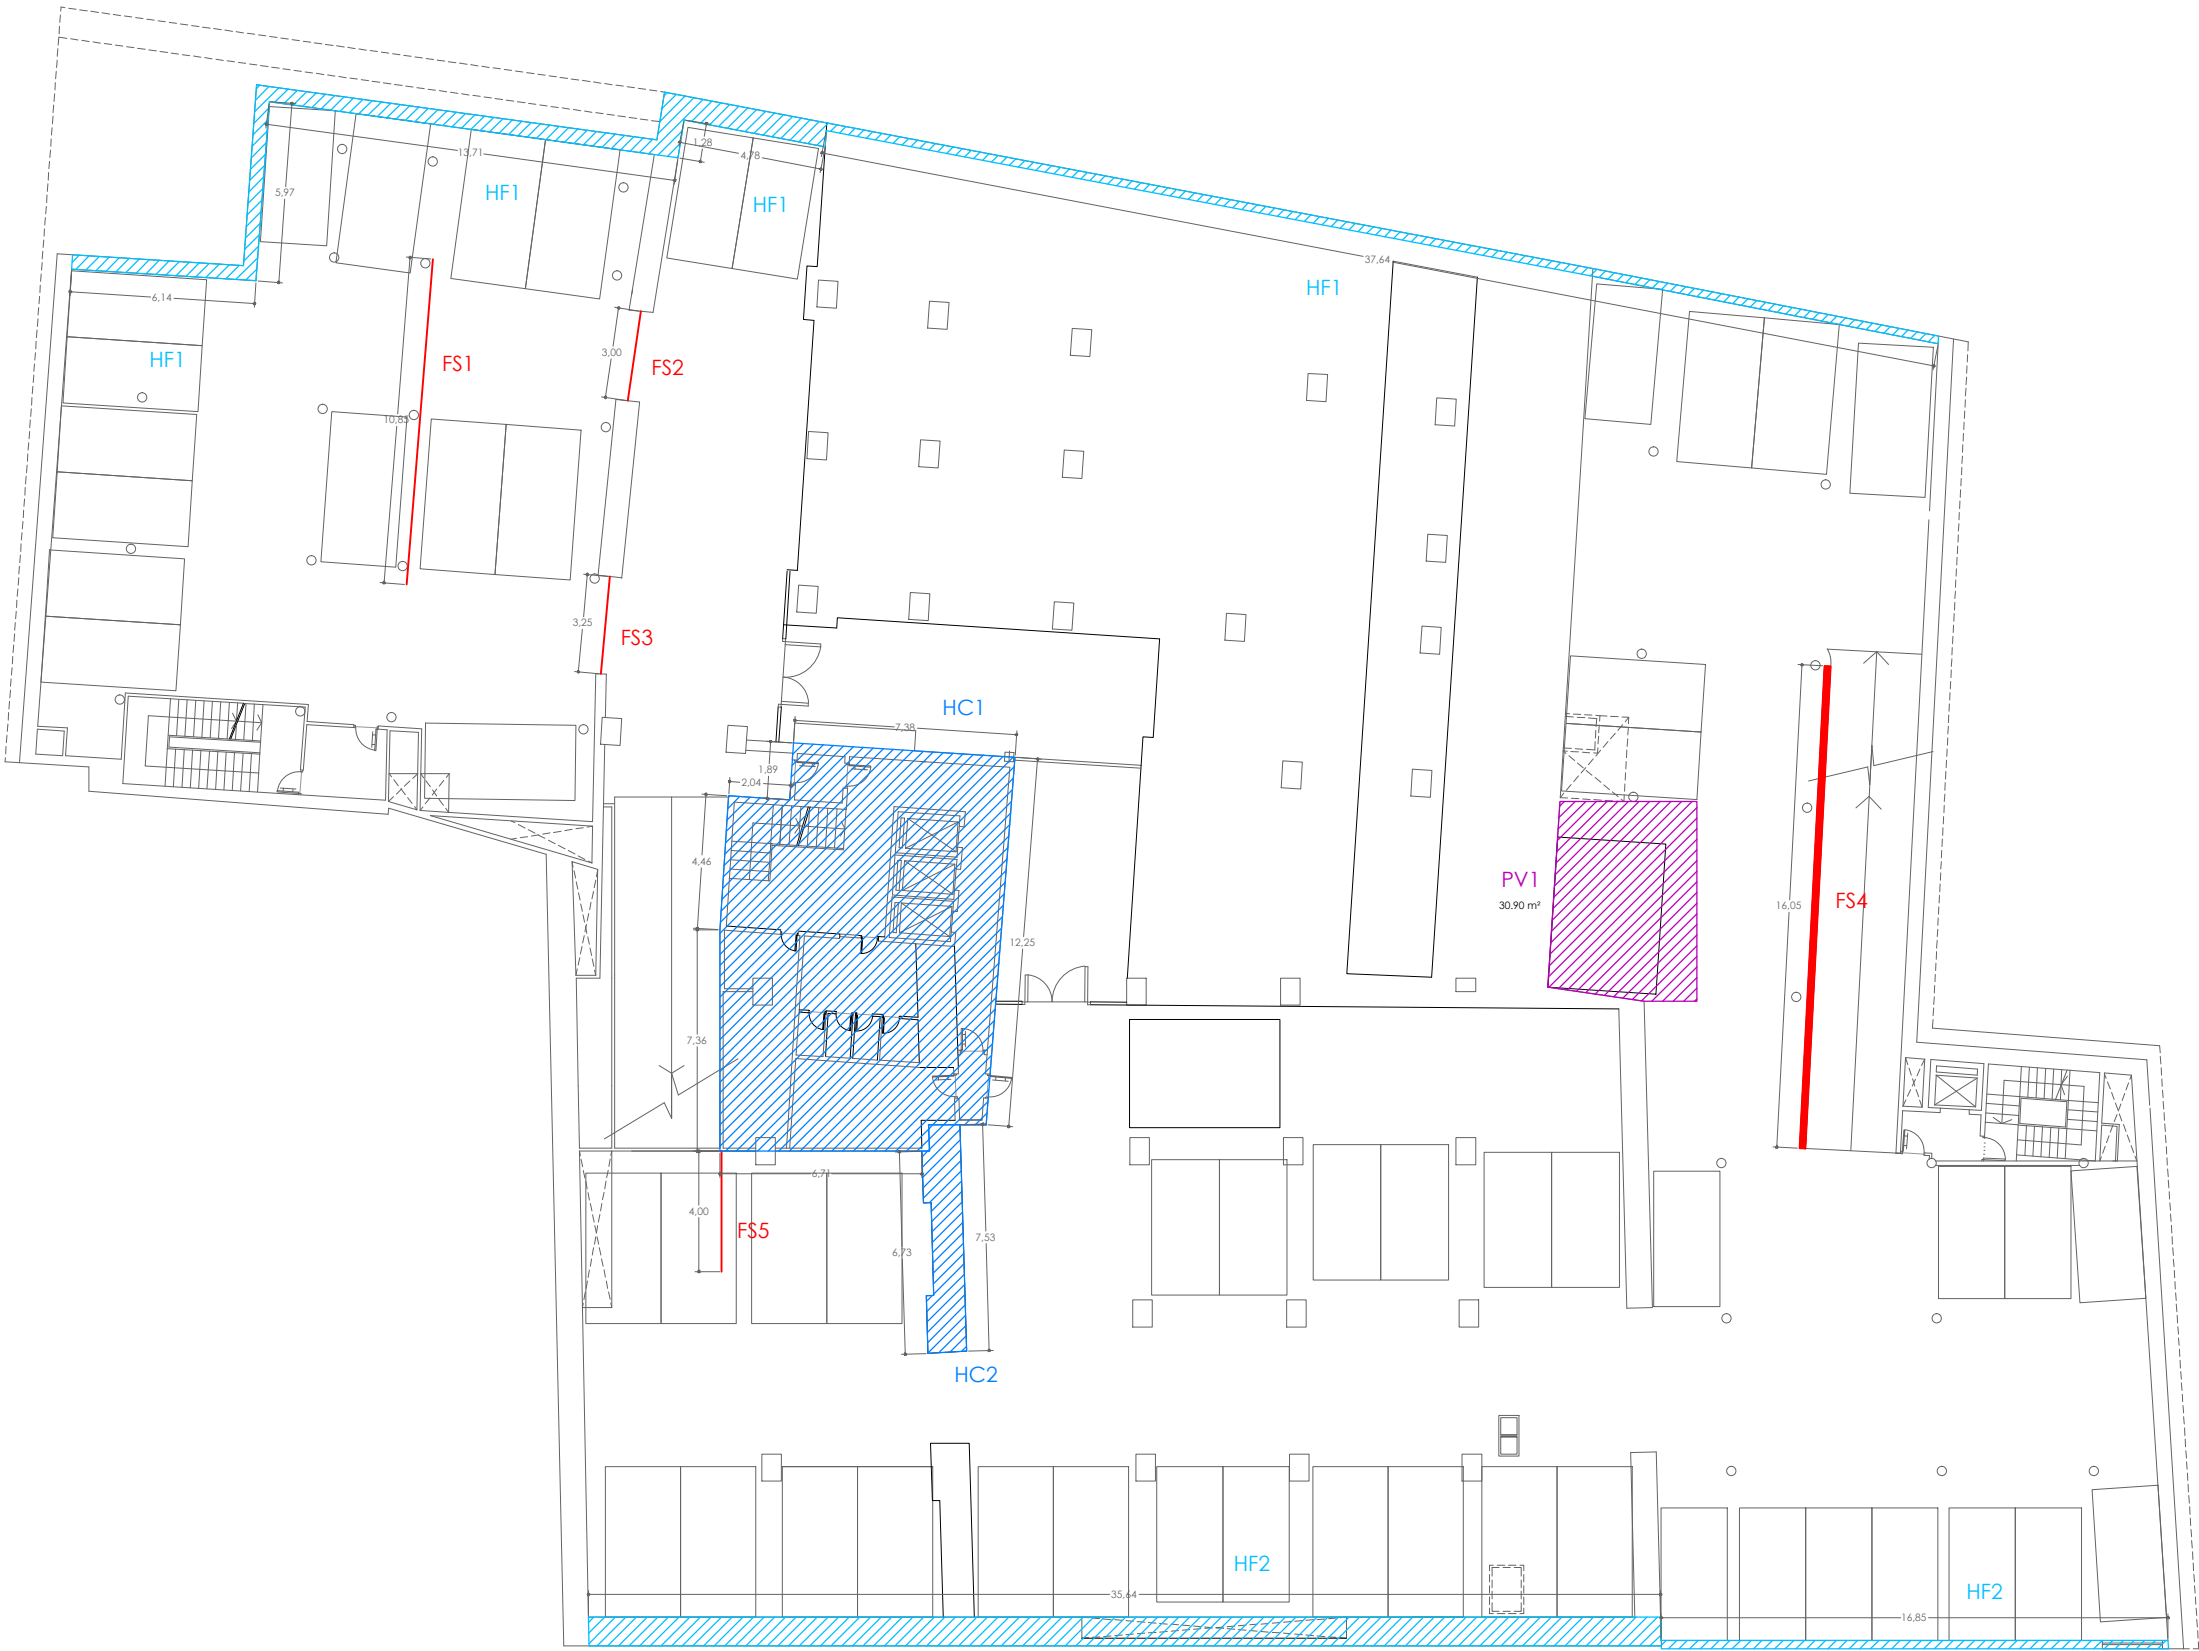 1,28
4,78
13,71
HF1
5,97
HF1
37,64
HF1
6,14
3,00
HF1
FS1
FS2
10,85
3,25
FS3
HC1
7,38
1,89
2,04
4,46
PV1
30.90 m²
16,05
FS4
12,25
7,36
6,71
4,00
FS5
6,73
7,53
HC2
HF2
35,64
HF2
16,85